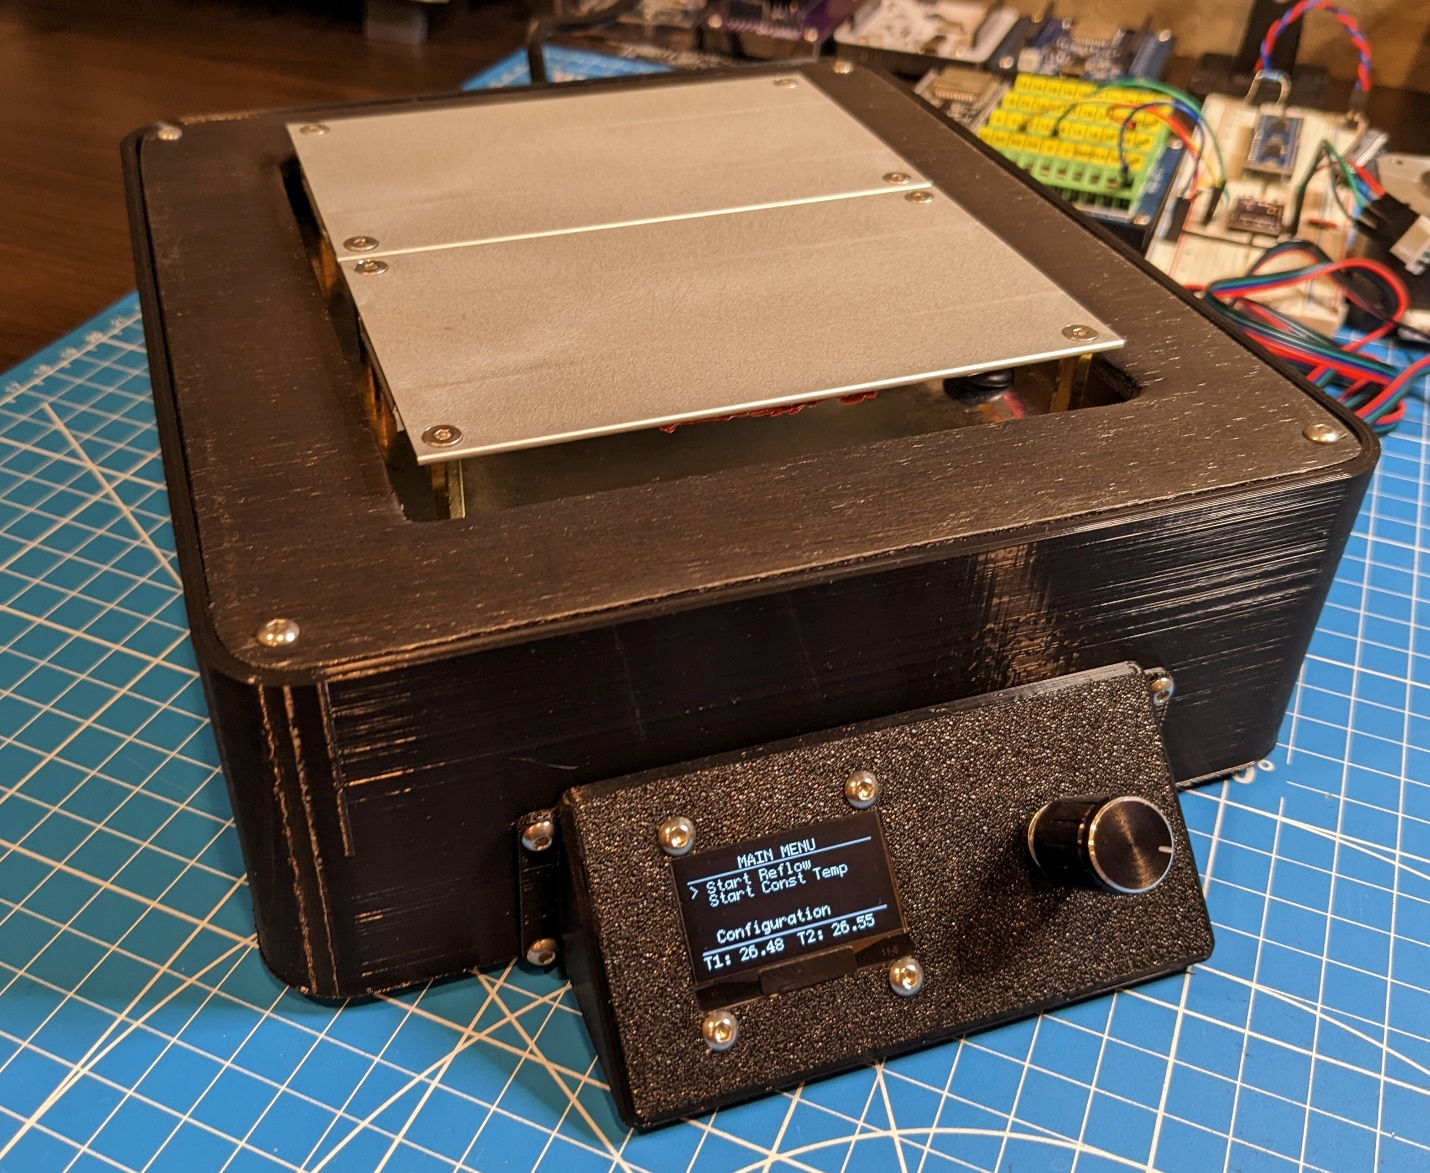 MAIN MENU
> Start Reflow
Start Const Temp
Configuration
T1: 26.48 T2: 26.55